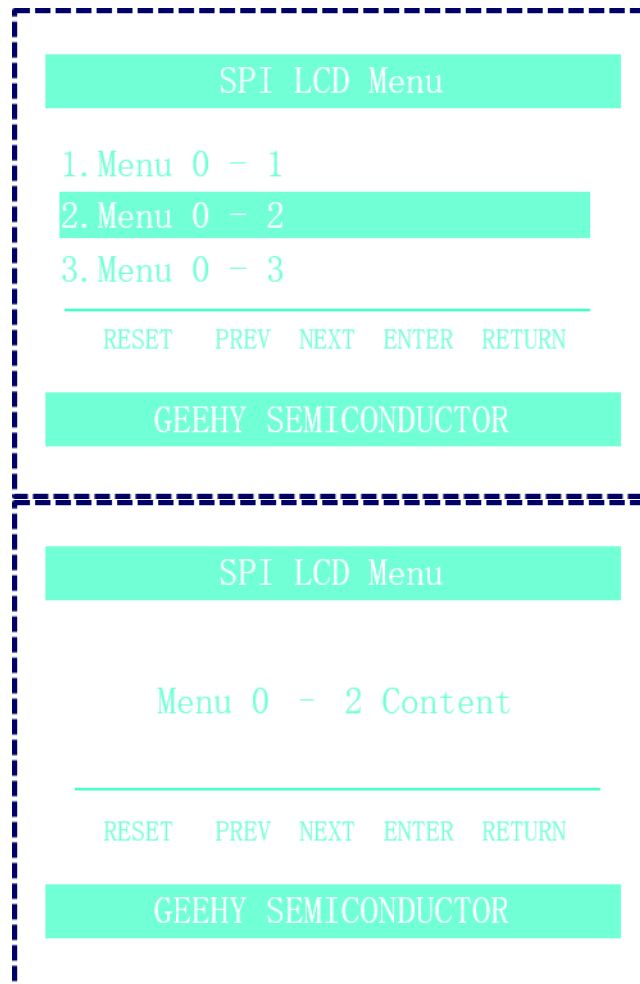 SPI LCD Menu
1.Menu 0 - 1
2.Menu 0 - 2
3.Menu 0 - 3
RESET PREV NEXT ENTER RETURN
GEEHY SEMICONDUCTOR
SPI LCD Menu
Menu 0 - 2 Content
RESET PREV NEXT ENTER RETURN
GEEHY SEMICONDUCTOR